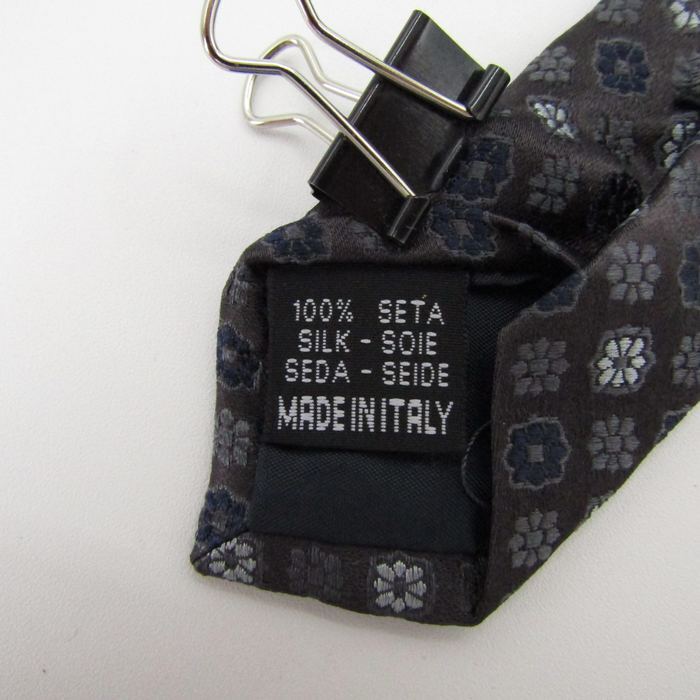 100% SETA
SILK - SOIE
SEDA - SEIDE
MADE IN ITALY